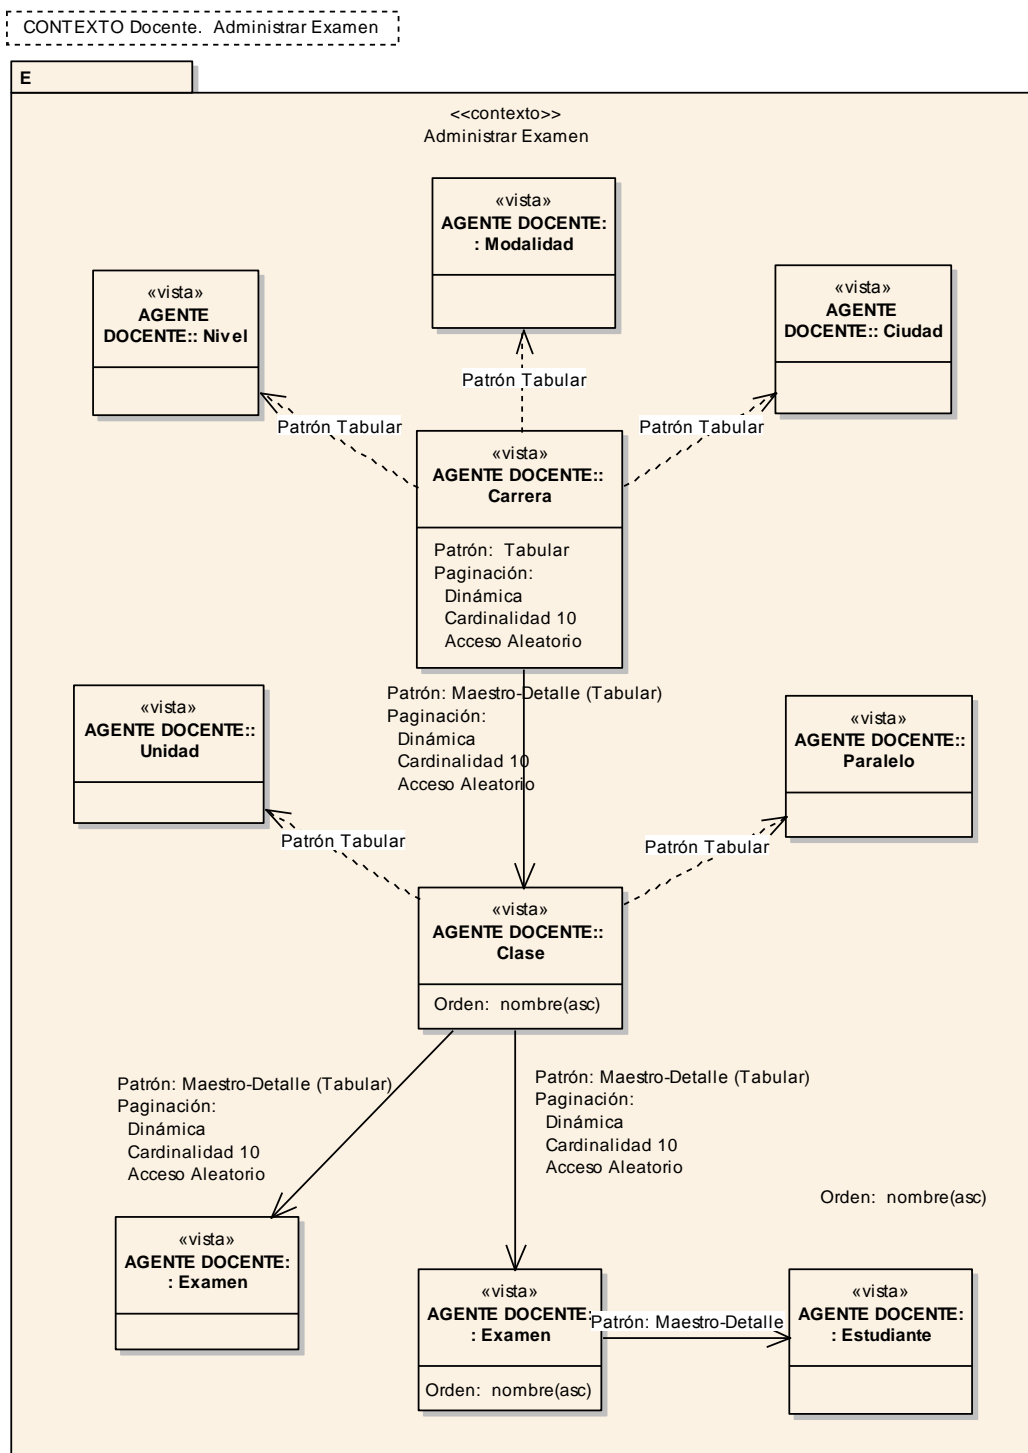 CONTEXTO Docente.  Administrar Examen
E
<<contexto>>
Administrar Examen
«vista»
AGENTE DOCENTE:
: Modalidad
«vista»
AGENTE
DOCENTE:: Nivel
«vista»
AGENTE
DOCENTE:: Ciudad
Patrón Tabular
Patrón Tabular
Patrón Tabular
«vista»
AGENTE DOCENTE::
Carrera
Patrón:  Tabular
Paginación:
Dinámica
Cardinalidad 10
Acceso Aleatorio
Patrón: Maestro-Detalle (Tabular)
Paginación:
Dinámica
Cardinalidad 10
Acceso Aleatorio
«vista»
AGENTE DOCENTE::
Unidad
«vista»
AGENTE DOCENTE::
Paralelo
Patrón Tabular
Patrón Tabular
«vista»
AGENTE DOCENTE::
Clase
Orden:  nombre(asc)
Patrón: Maestro-Detalle (Tabular)
Paginación:
Dinámica
Cardinalidad 10
Acceso Aleatorio
Patrón: Maestro-Detalle (Tabular)
Paginación:
Dinámica
Cardinalidad 10
Acceso Aleatorio
Orden:  nombre(asc)
«vista»
AGENTE DOCENTE:
: Examen
«vista»
AGENTE DOCENTE:
: Examen
Orden:  nombre(asc)
Patrón: Maestro-Detalle
«vista»
AGENTE DOCENTE:
: Estudiante